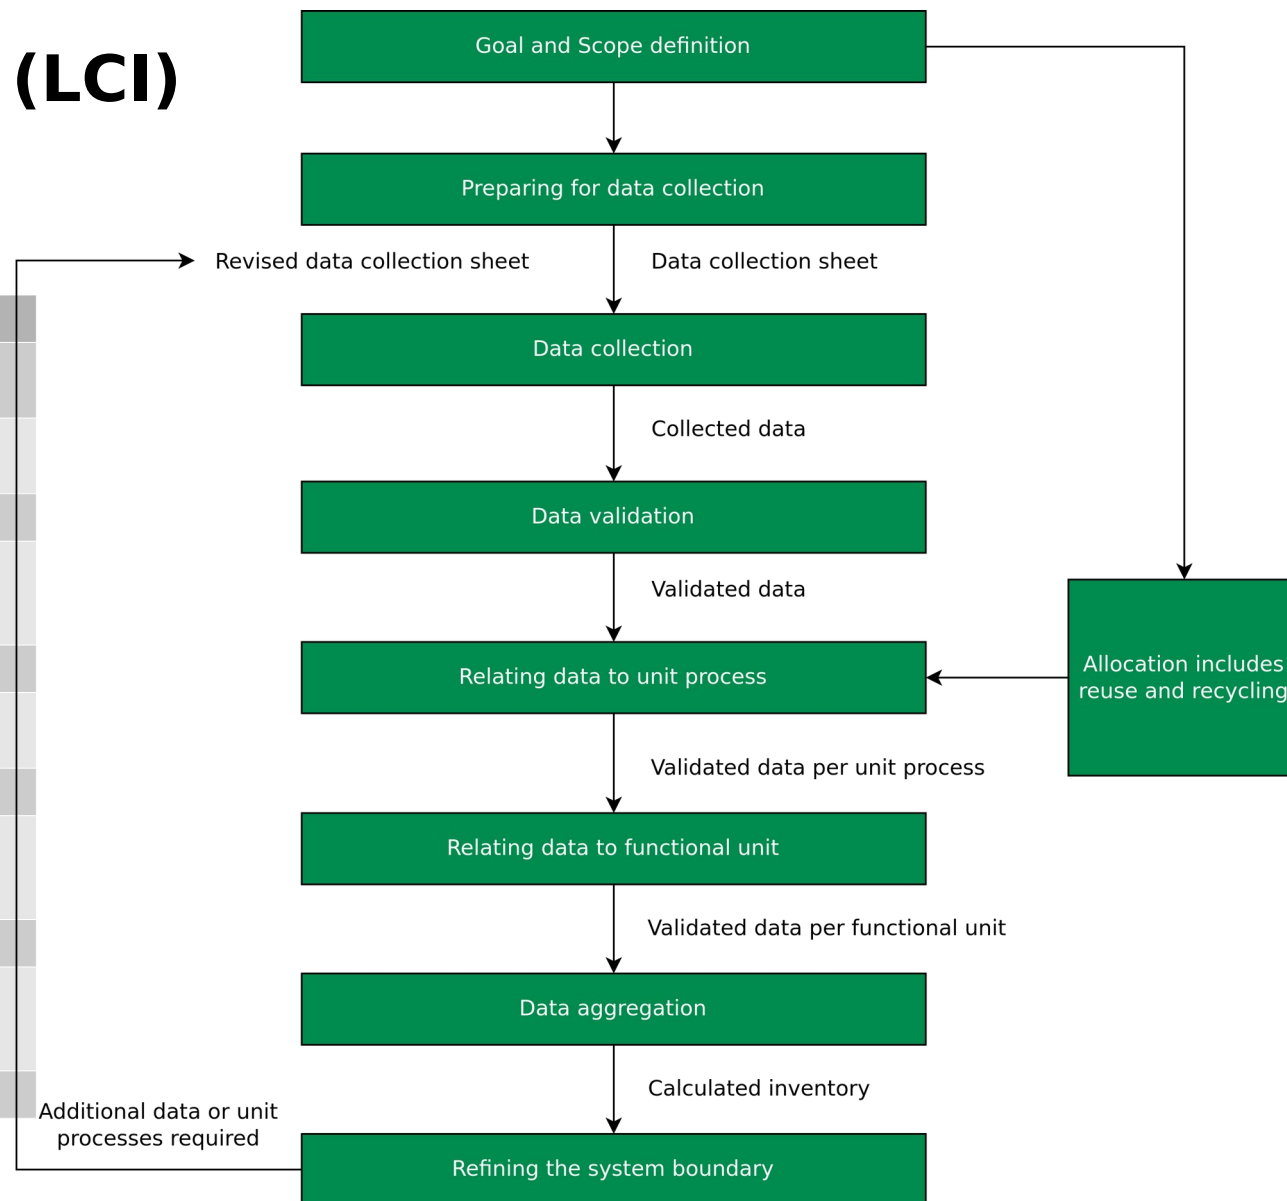 (LCI)
Goal and Scope definition
Preparing for data collection
Revised data collection sheet
Data collection sheet
Data collection
Collected data
Data validation
Validated data
Relating data to unit process
Allocation includes
reuse and recycling
Validated data per unit process
Relating data to functional unit
Validated data per functional unit
Data aggregation
Calculated inventory
Additional data or unit
processes required
Refining the system boundary